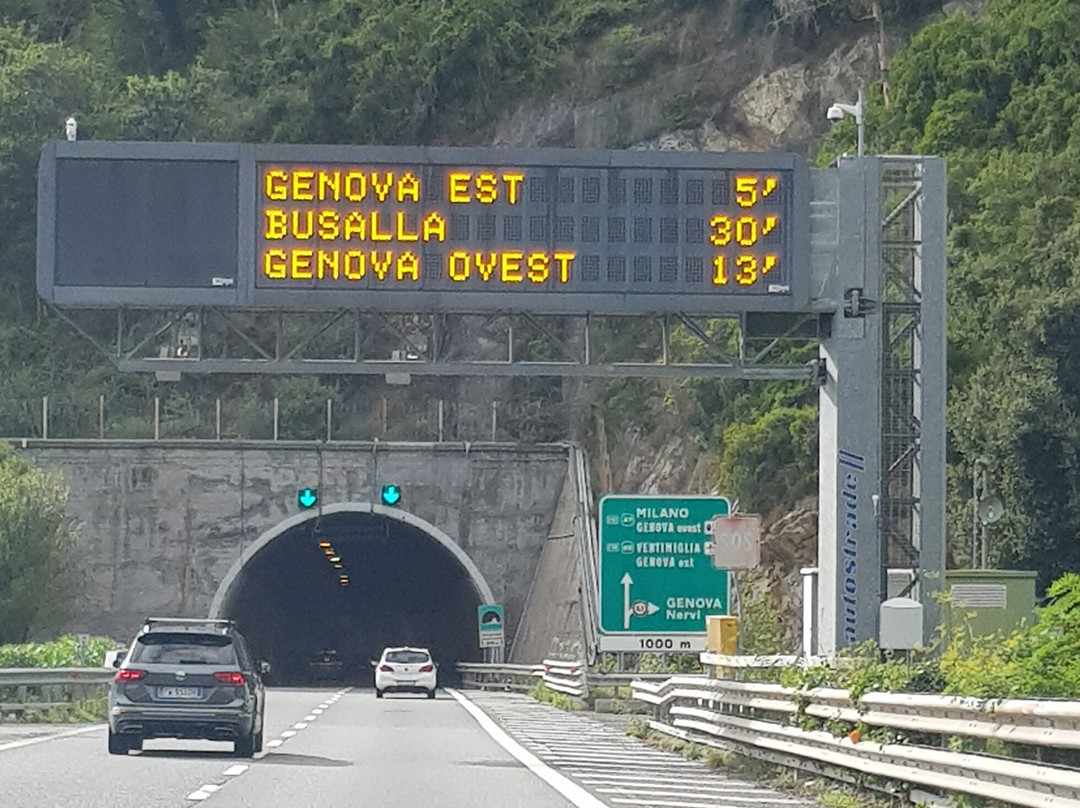 GENOVA EST 5'
BUSALLA 30'
GENOVA OVEST 13'
MILANO
GENOVA ovest
VENTIMIGLIA
GENOVA est
GENOVA
Nervi
1000 m
SOS
autostrade